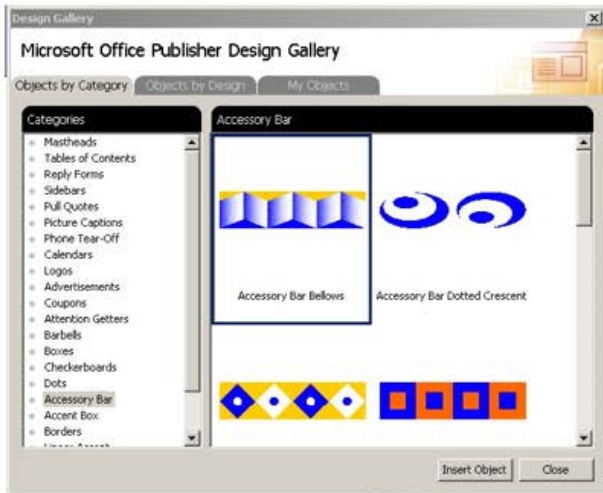 Design Gallery
Microsoft Office Publisher Design Gallery
Objects by Category
Objects by Design
My Objects
Categories
Mastheads
Tables of Contents
Reply Forms
Sidebars
Pull Quotes
Picture Captions
Phone Tear-Off
Calendars
Logos
Advertisements
Coupons
Attention Getters
Barbells
Boxes
Checkerboards
Dots
Accessory Bar
Accent Box
Borders
Accessory Bar
Accessory Bar Bellows
Accessory Bar Dotted Crescent
Insert Object
Close